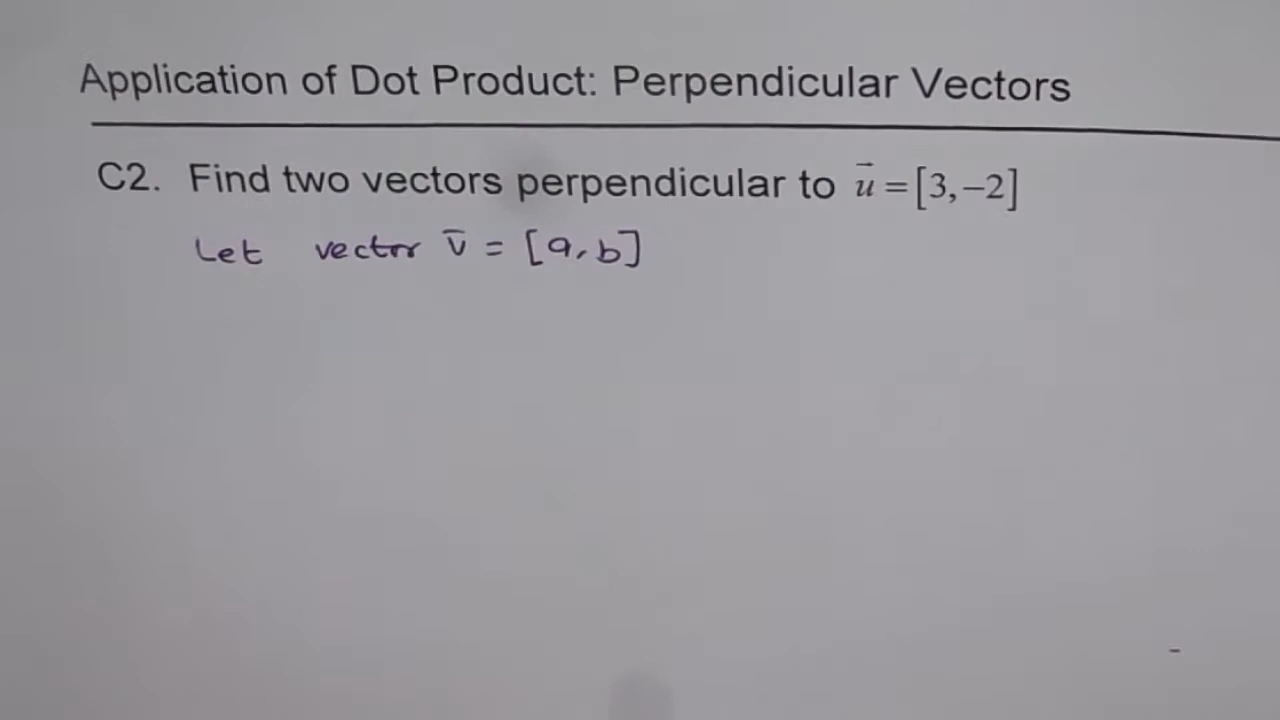 Application of Dot Product: Perpendicular Vectors
C2. Find two vectors perpendicular to u⃗ = [3, −2]
Let vector v̅ = [a, b]